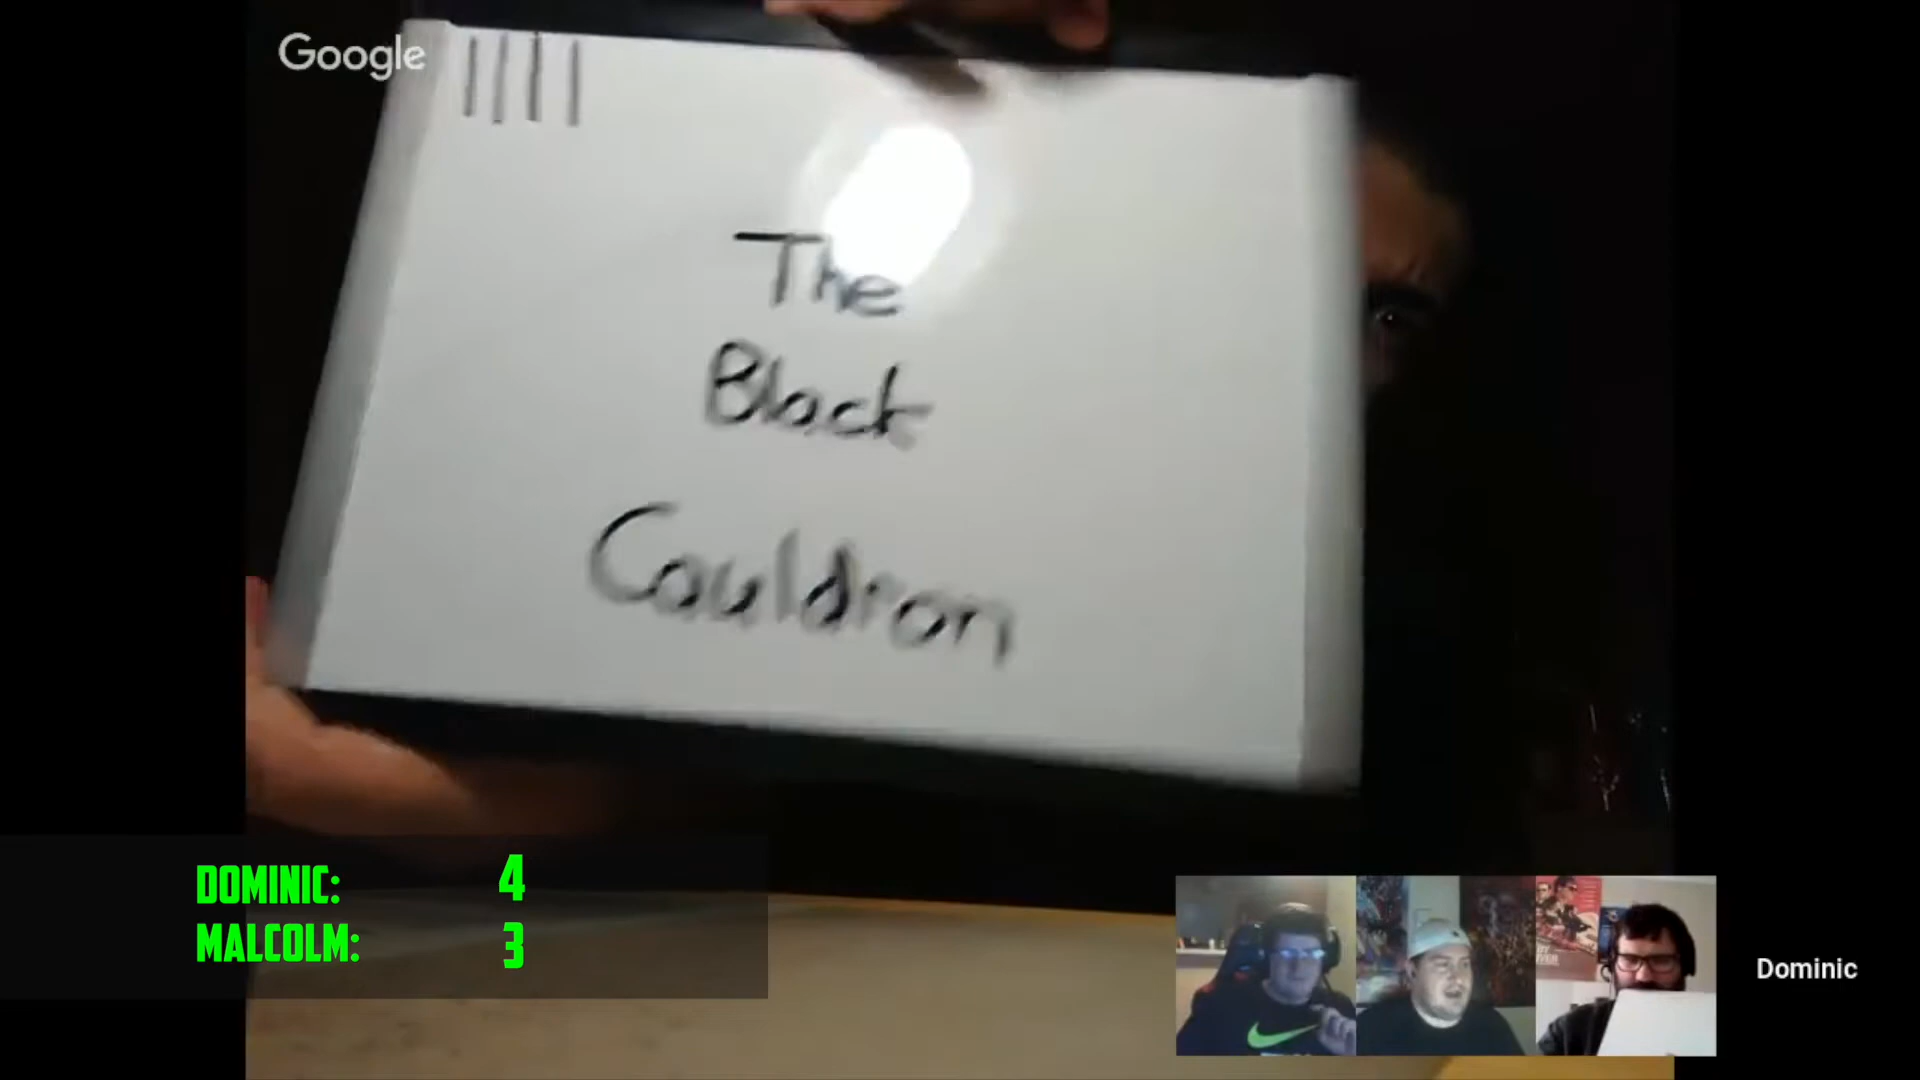 Google
||||
The
Black
Cauldron
DOMINIC: 4
MALCOLM: 3
Dominic